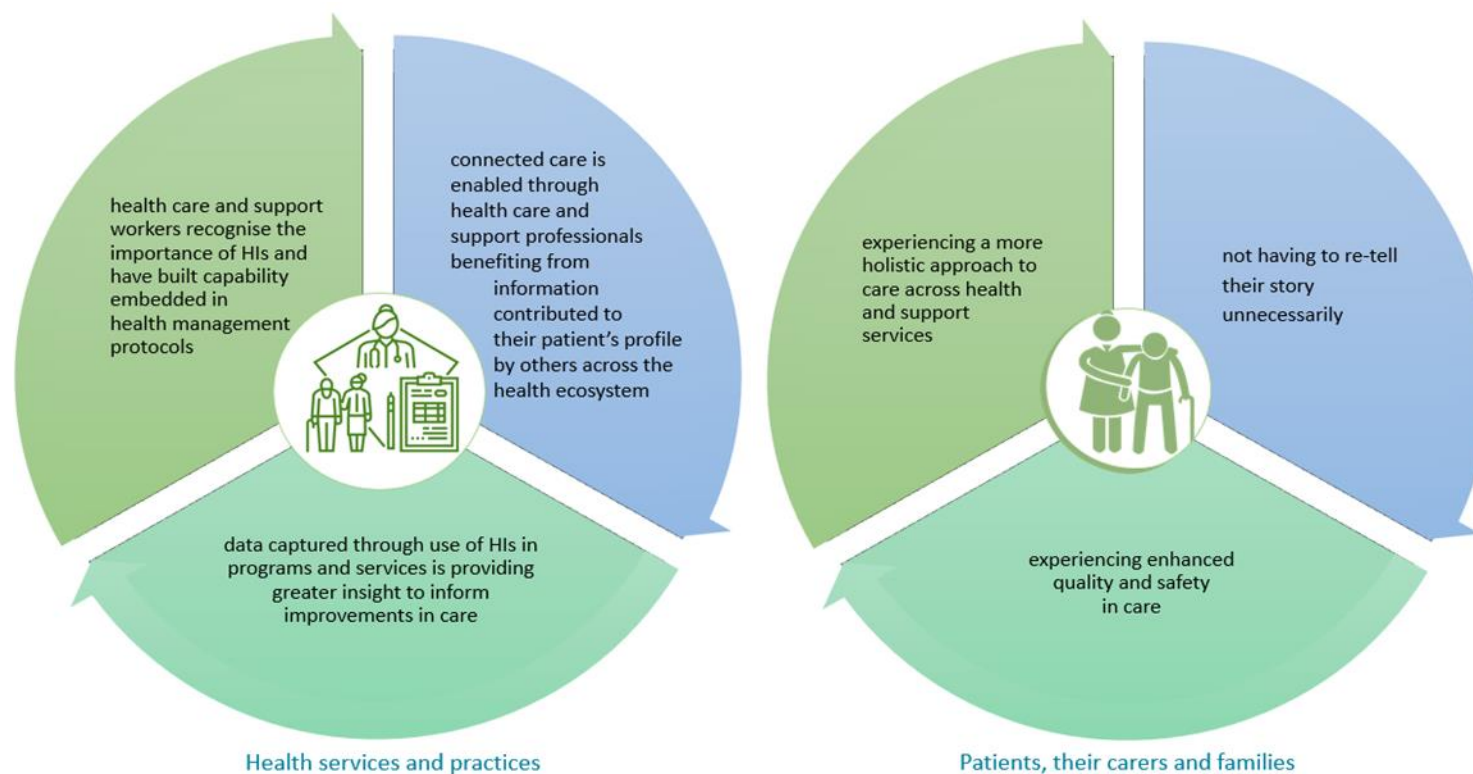 health care and support
workers recognise the
importance of HIs and
have built capability
embedded in
health management
protocols
connected care is
enabled through
health care and
support professionals
benefiting from
information
contributed to
their patient's profile
by others across the
health ecosystem
data captured through use of HIs in
programs and services is providing
greater insight to inform
improvements in care
Health services and practices
experiencing a more
holistic approach to
care across health
and support
services
not having to re-tell
their story
unnecessarily
experiencing enhanced
quality and safety
in care
Patients, their carers and families